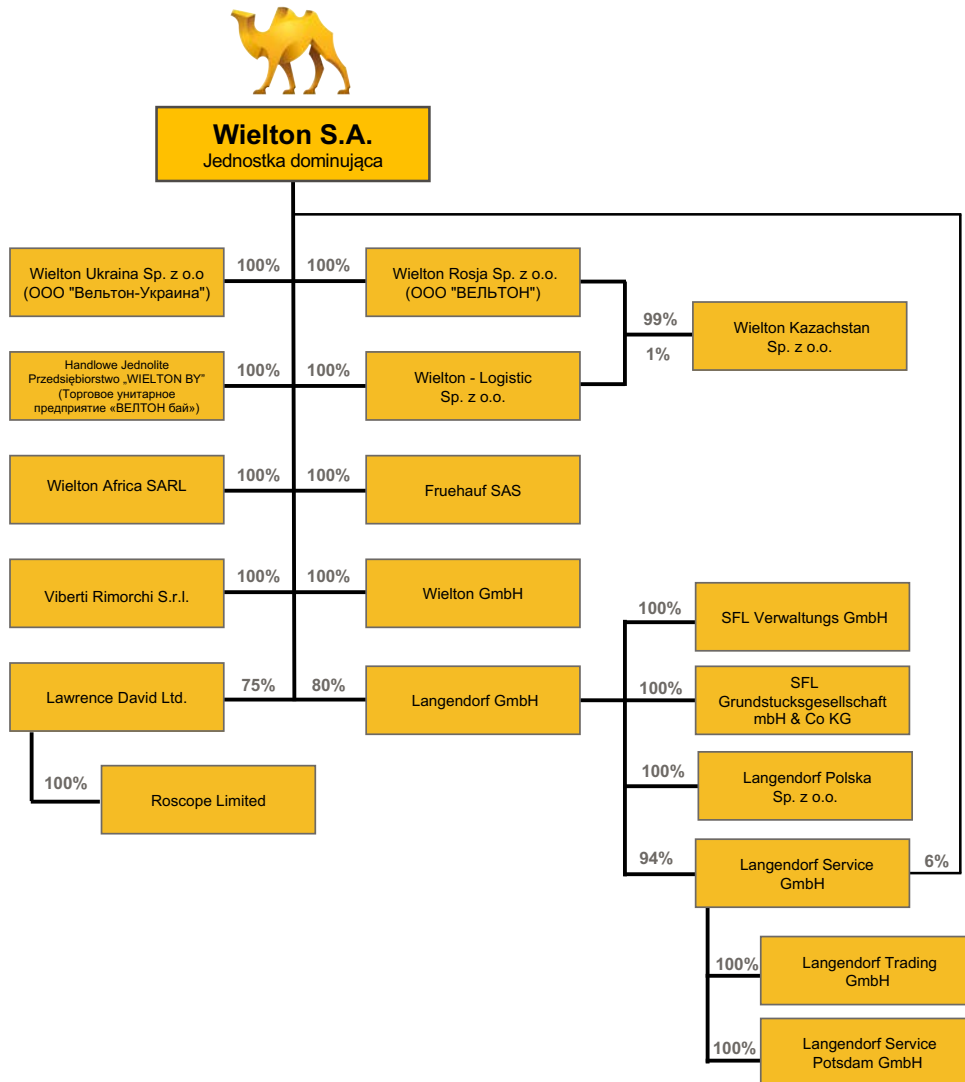 Wielton S.A.
Jednostka dominująca
Wielton Ukraina Sp. z o.o
(ООО "Вельтон-Украина")
100%
100%
Wielton Rosja Sp. z o.o.
(ООО "ВЕЛЬТОН")
99%
1%
Wielton Kazachstan
Sp. z o.o.
Handlowe Jednolite
Przedsiębiorstwo „WIELTON BY”
(Торговое унитарное
предприятие «ВЕЛТОН бай»)
100%
100%
Wielton - Logistic
Sp. z o.o.
Wielton Africa SARL
100%
100%
Fruehauf SAS
Viberti Rimorchi S.r.l.
100%
100%
Wielton GmbH
100%
SFL Verwaltungs GmbH
Lawrence David Ltd.
75%
80%
Langendorf GmbH
100%
SFL
Grundstucksgesellschaft
mbH & Co KG
100%
Roscope Limited
100%
Langendorf Polska
Sp. z o.o.
94%
Langendorf Service
GmbH
6%
100%
Langendorf Trading
GmbH
100%
Langendorf Service
Potsdam GmbH